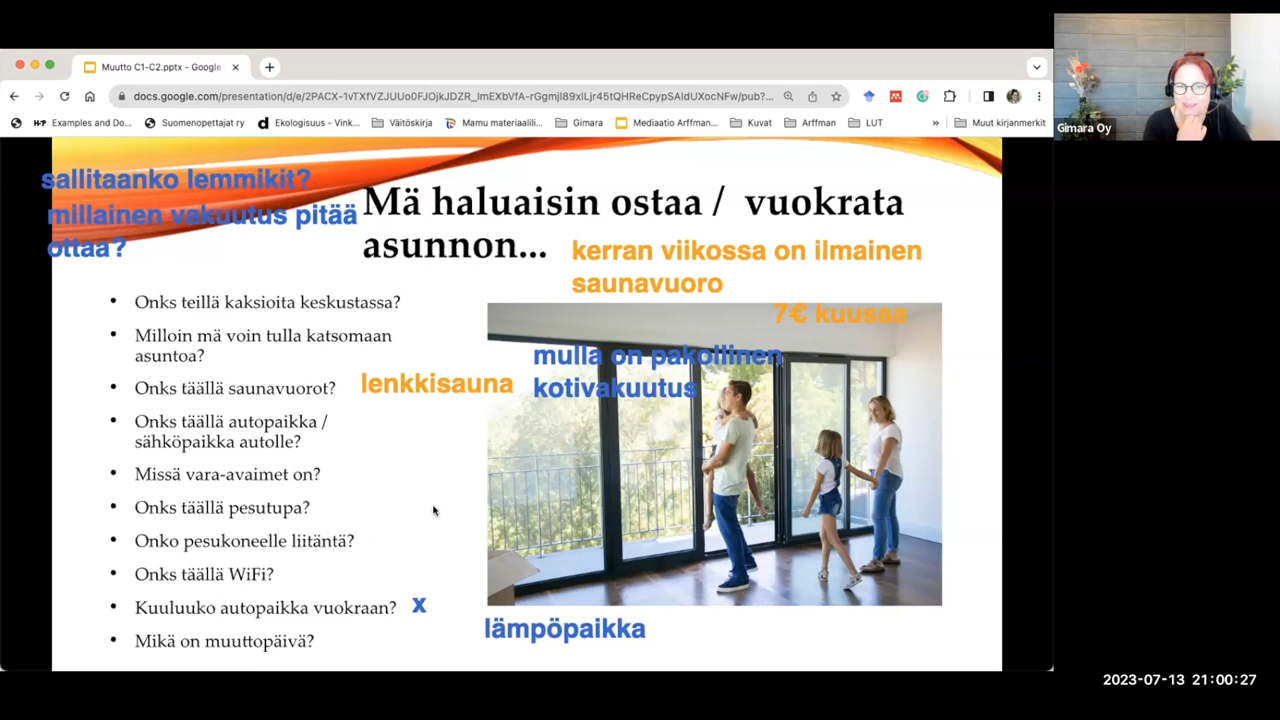 Muutto C1-C2.pptx - Google
docs.google.com/presentation/d/e/2PACX-1vTXfVZJUUo0FJOjkJDZR_ImEXbVfA-rGgmjl89xILjr45tQHReCpypSAldUXocNFw/pub?...
Examples and Do... Suomenopettajat ry Ekologisuus - Vink... Väitöskirja Mamu materiaalili... Gimara Mediaatio Arffman... Kuvat Arffman LUT » Muut kirjanmerkit
Gimara Oy
sallitaanko lemmikit?
millainen vakuutus pitää
ottaa?
Mä haluaisin ostaa / vuokrata
asunnon...
kerran viikossa on ilmainen
saunavuoro
7€ kuussa
mulla on pakollinen
kotivakuutus
• Onks teillä kaksioita keskustassa?
• Milloin mä voin tulla katsomaan
asuntoa?
• Onks täällä saunavuorot?
lenkkisauna
• Onks täällä autopaikka /
sähköpaikka autolle?
• Missä vara-avaimet on?
• Onks täällä pesutupa?
• Onko pesukoneelle liitäntä?
• Onks täällä WiFi?
• Kuuluuko autopaikka vuokraan? x
• Mikä on muuttopäivä?
lämpöpaikka
2023-07-13 21:00:27